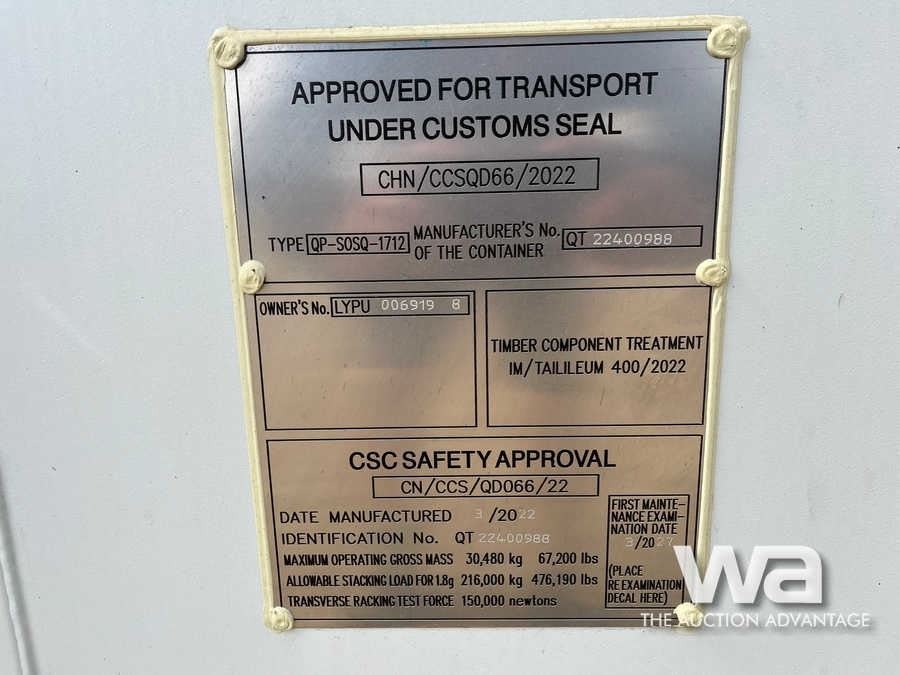 APPROVED FOR TRANSPORT
UNDER CUSTOMS SEAL
CHN/CCSQD66/2022
TYPE QP-SOSQ-1712 MANUFACTURER'S No. OF THE CONTAINER QT 22400988
OWNER'S No. LYPU 006919 8
TIMBER COMPONENT TREATMENT
IM/TAILILEUM 400/2022
CSC SAFETY APPROVAL
CN/CCS/QD066/22
DATE MANUFACTURED 3/2022
IDENTIFICATION No. QT 22400988
MAXIMUM OPERATING GROSS MASS 30,480 kg 67,200 lbs
ALLOWABLE STACKING LOAD FOR 1.8g 216,000 kg 476,190 lbs
TRANSVERSE RACKING TEST FORCE 150,000 newtons
FIRST MAINTE-
NANCE EXAMI-
NATION DATE
3/2027
(PLACE
RE EXAMINATION
DECAL HERE)
wa
THE AUCTION ADVANTAGE